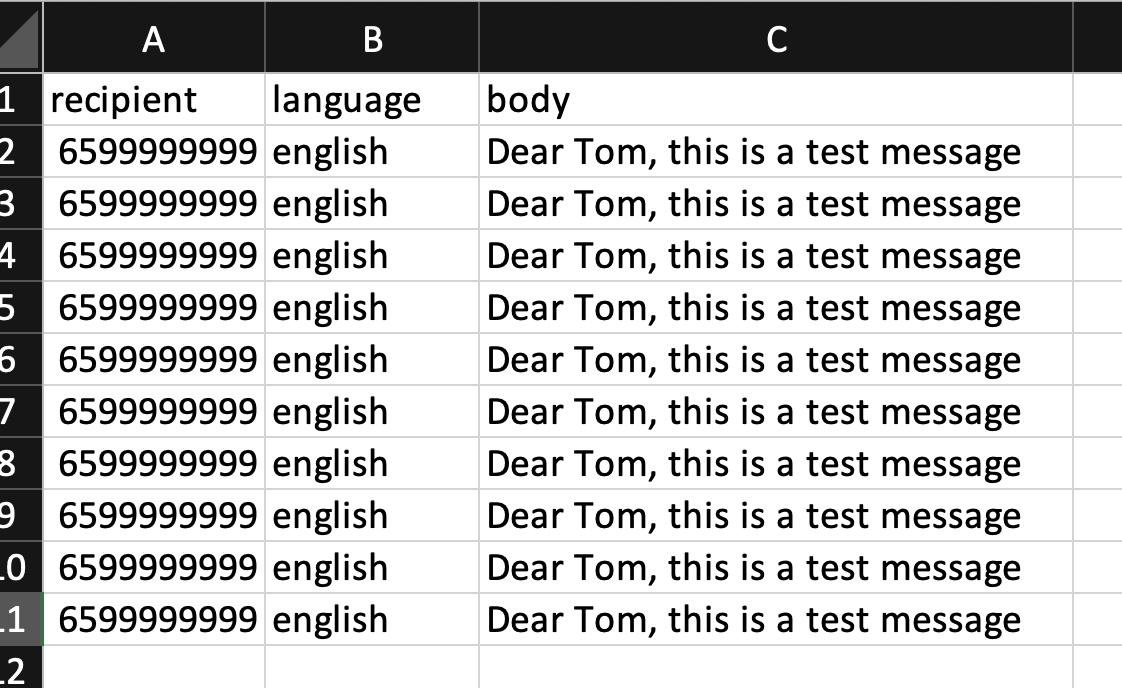 A B C
1 recipient language body
2 6599999999 english Dear Tom, this is a test message
3 6599999999 english Dear Tom, this is a test message
4 6599999999 english Dear Tom, this is a test message
5 6599999999 english Dear Tom, this is a test message
6 6599999999 english Dear Tom, this is a test message
7 6599999999 english Dear Tom, this is a test message
8 6599999999 english Dear Tom, this is a test message
9 6599999999 english Dear Tom, this is a test message
10 6599999999 english Dear Tom, this is a test message
11 6599999999 english Dear Tom, this is a test message
12